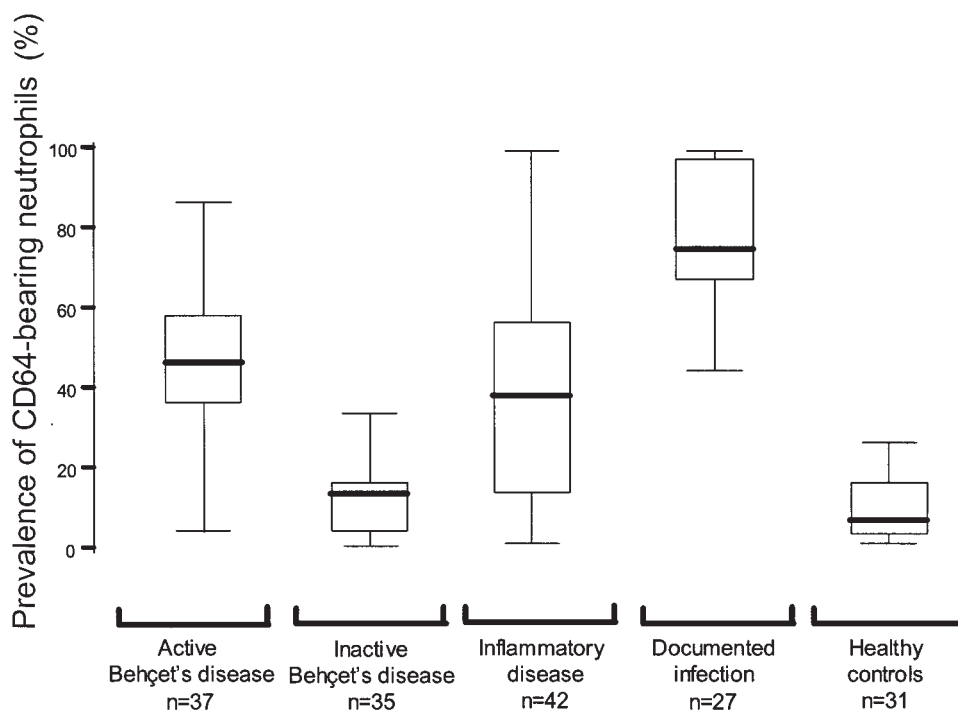 Prevalence of CD64-bearing neutrophils (%)
100
80
60
40
20
0
Active
Behçet's disease
n=37
Inactive
Behçet's disease
n=35
Inflammatory
disease
n=42
Documented
infection
n=27
Healthy
controls
n=31